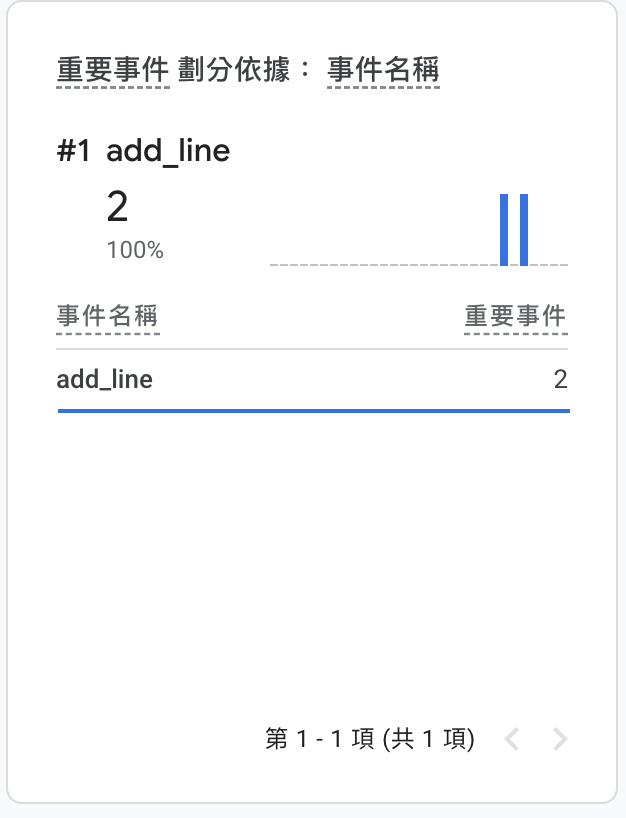 重要事件 劃分依據： 事件名稱
#1 add_line
2
100%
事件名稱 重要事件
add_line 2
第 1 - 1 項 (共 1 項)